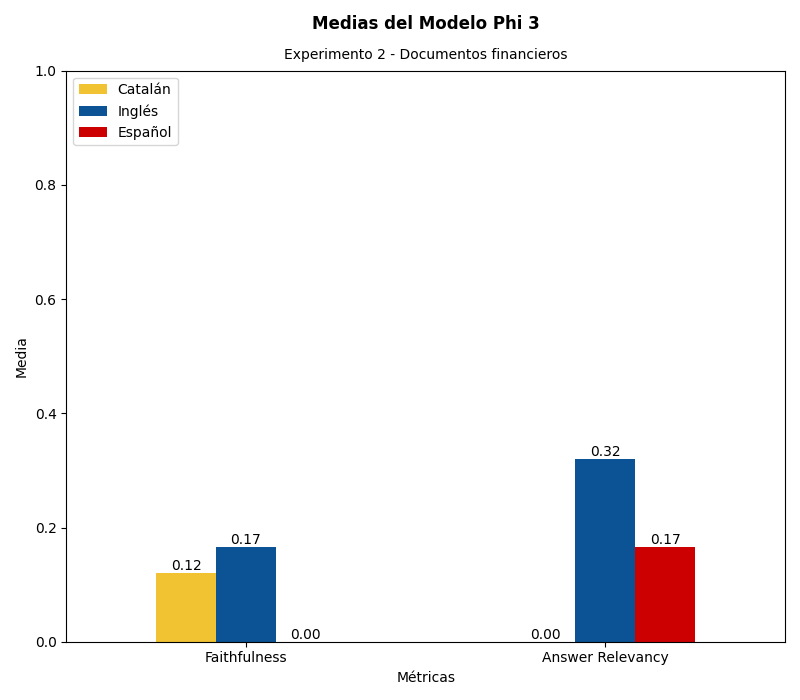 Medias del Modelo Phi 3
Experimento 2 - Documentos financieros
1.0
0.8
0.6
0.4
0.2
0.0
Media
Catalán
Inglés
Español
0.12
0.17
0.00
0.00
0.32
0.17
Faithfulness
Answer Relevancy
Métricas